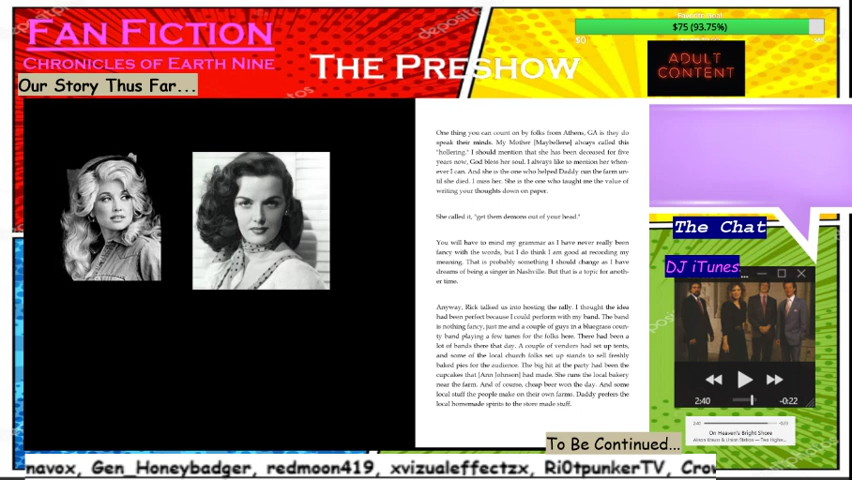 FAN FICTION
CHRONICLES OF EARTH NINE
THE PRESHOW
$75 (93.75%)
$0
ADULT
CONTENT
Our Story Thus Far...
One thing you can count on by folks from Athens, GA is they do
speak their minds. My Mother [Maybellene] always called this
"hollering." I should mention that she has been deceased for five
years now, God bless her soul. I always like to mention her when-
ever I can. And she is the one who helped Daddy run the farm un-
til she died. I miss her. She is the one who taught me the value of
writing your thoughts down on paper.
She called it, "get them demons out of your head."
You will have to mind my grammar as I have never really been
fancy with the words, but I do think I am good at recording my
meaning. That is probably something I should change as I have
dreams of being a singer in Nashville. But that is a topic for anoth-
er time.
Anyway, Rick talked us into hosting the rally. I thought the idea
had been perfect because I could perform with my band. The band
is nothing fancy, just me and a couple of guys in a bluegrass coun-
ty band playing a few tunes for the folks here. There had been a
lot of bands there that day. A couple of vendors had set up tents,
and some of the local church folks set up stands to sell freshly
baked pies for the audience. The big hit at the party had been the
cupcakes that [Ann Johnson] had made. She runs the local bakery
near the farm. And of course, cheap beer won the day. And some
local stuff the people make on their own farms. Daddy prefers the
local homemade spirits to the store made stuff.
The Chat
DJ iTunes
2:40
-0:22
2:40
-0:22
On Heaven's Bright Shore
Alison Krauss & Union Station —
To Be Continued...
navox, Gen_Honeybadger, redmoon419, xvizualeffectzx, Ri0tpunkerTV, Crow